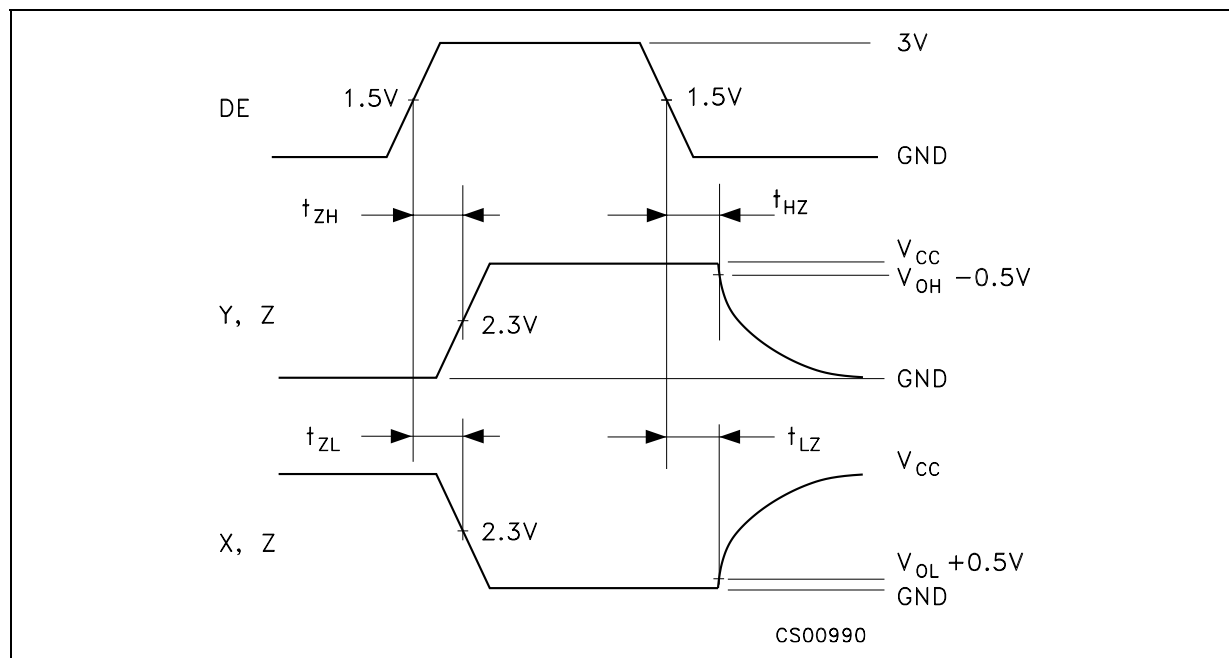 3V
DE
1.5V
1.5V
GND
t_ZH
t_HZ
V_CC
V_OH −0.5V
Y, Z
2.3V
GND
t_ZL
t_LZ
V_CC
X, Z
2.3V
V_OL +0.5V
GND
CS00990